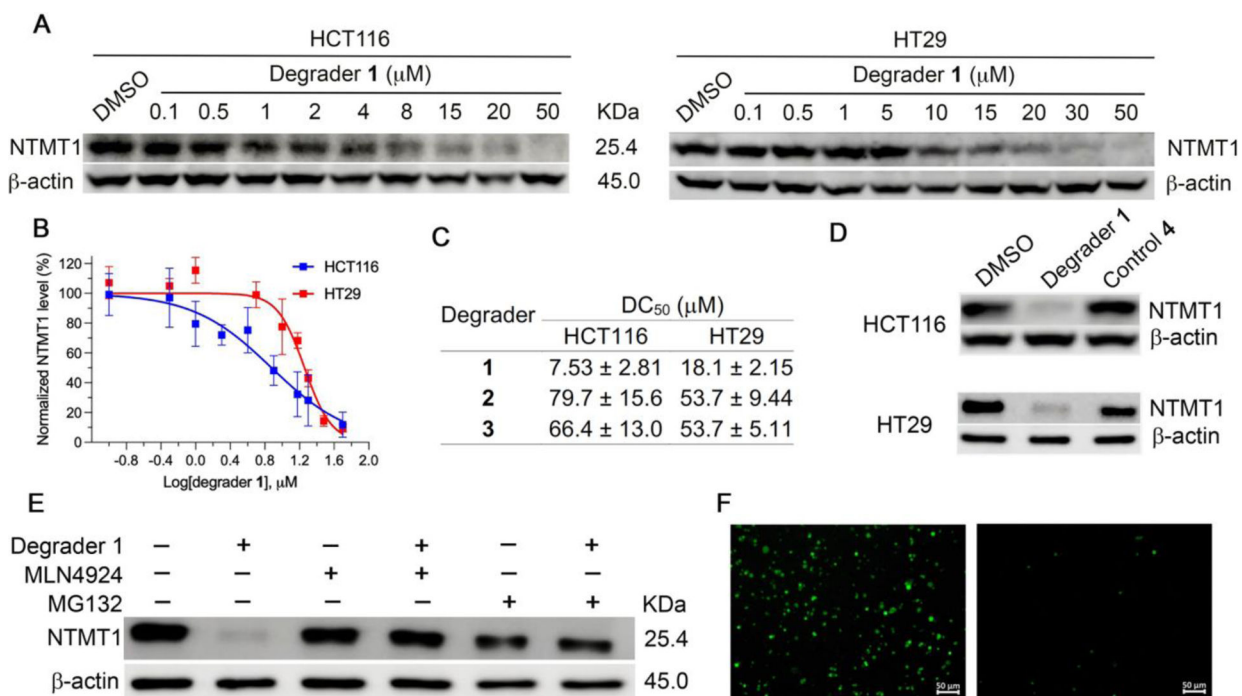 A
HCT116
Degrader 1 (μM)
DMSO 0.1 0.5 1 2 4 8 15 20 50
NTMT1
β-actin
KDa
25.4
45.0
HT29
Degrader 1 (μM)
DMSO 0.1 0.5 1 5 10 15 20 30 50
NTMT1
β-actin
B
Normalized NTMT1 level (%)
120
100
80
60
40
20
0
-0.8 -0.4 0.0 0.4 0.8 1.2 1.6 2.0
Log[degrader 1], μM
HCT116
HT29
C
Degrader DC50 (μM)
HCT116 HT29
1 7.53 ± 2.81 18.1 ± 2.15
2 79.7 ± 15.6 53.7 ± 9.44
3 66.4 ± 13.0 53.7 ± 5.11
D
DMSO Degrader 1 Control 4
HCT116
NTMT1
β-actin
HT29
NTMT1
β-actin
E
Degrader 1 – + – + – +
MLN4924 – – + + – –
MG132 – – – – + + KDa
NTMT1 25.4
β-actin 45.0
F
50 μm
50 μm